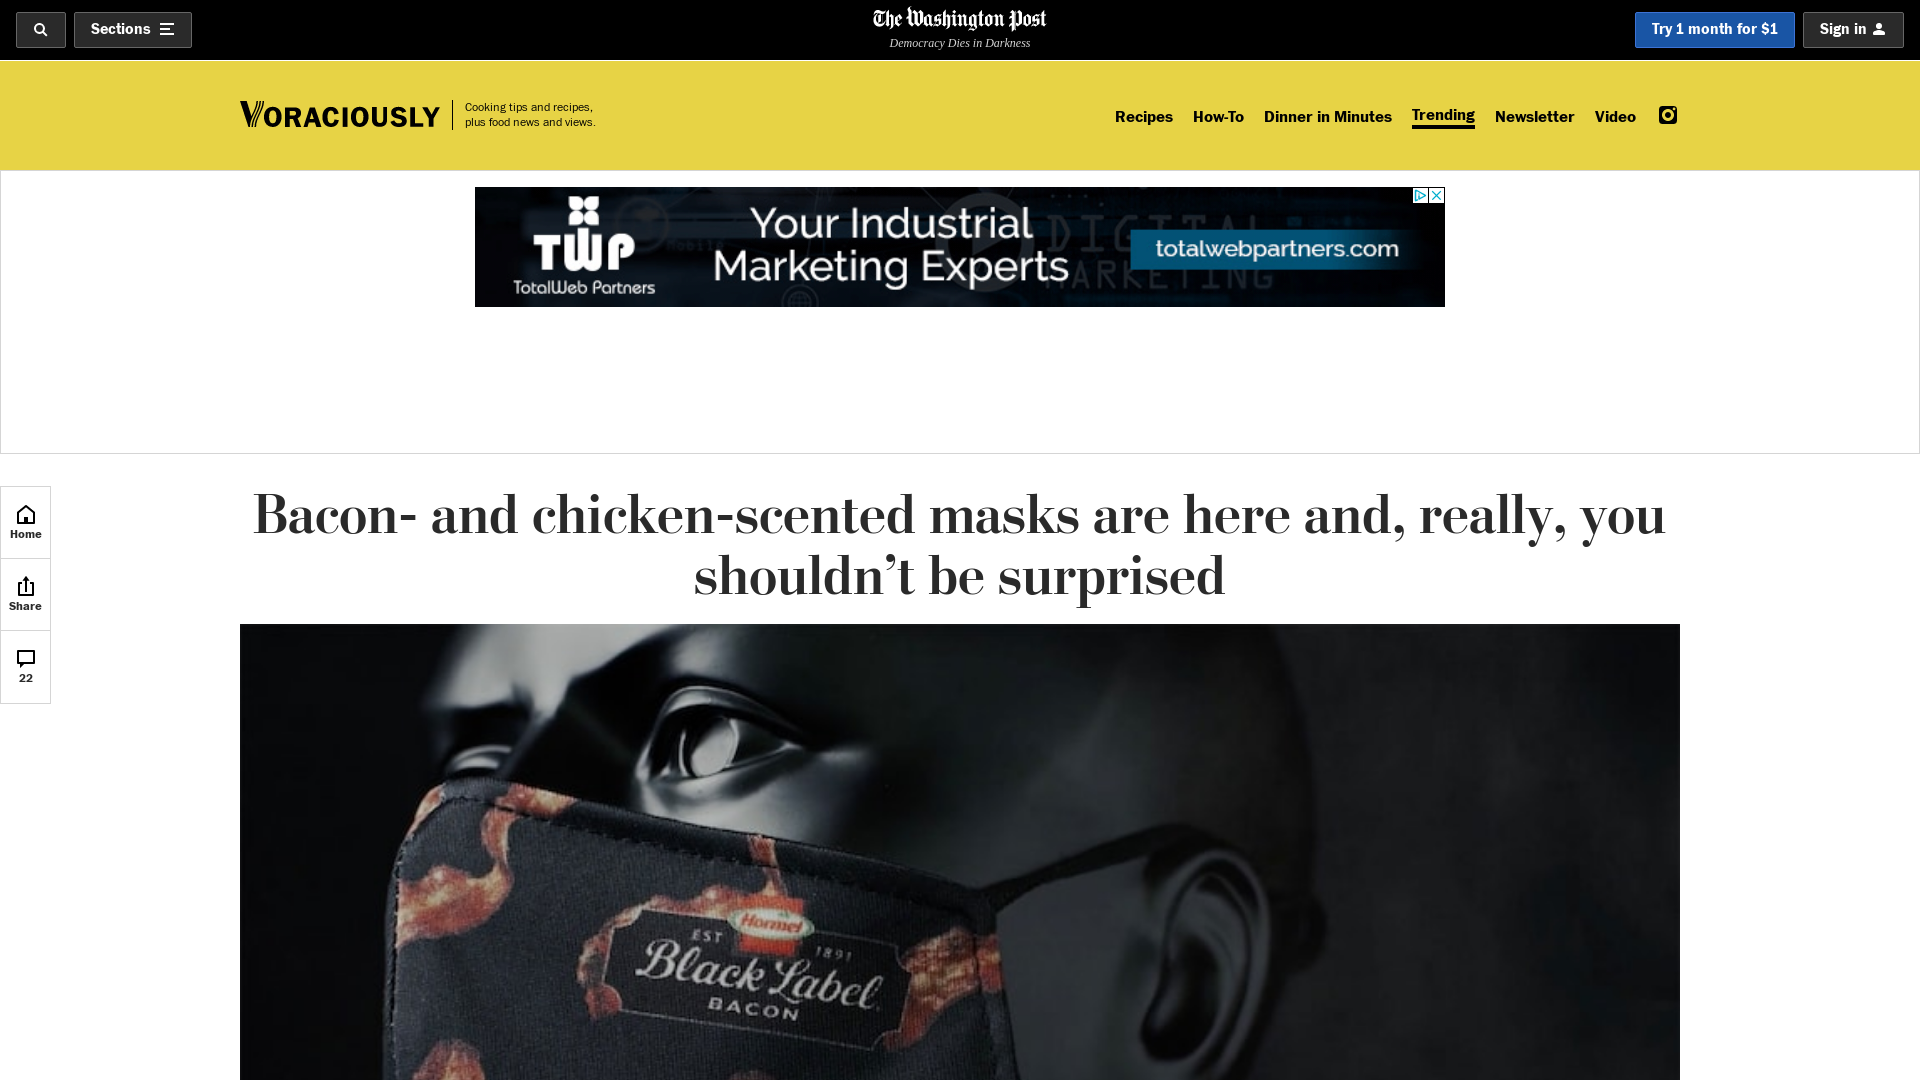 Sections
The Washington Post
Democracy Dies in Darkness
Try 1 month for $1
Sign in
VORACIOUSLY
Cooking tips and recipes,
plus food news and views.
Recipes
How-To
Dinner in Minutes
Trending
Newsletter
Video
TWP
TotalWeb Partners
Your Industrial
Marketing Experts
DIGITAL
MARKETING
Mobile
totalwebpartners.com
Home
Share
22
Bacon- and chicken-scented masks are here and, really, you
shouldn’t be surprised
Hormel
EST 1891
Black Label
BACON